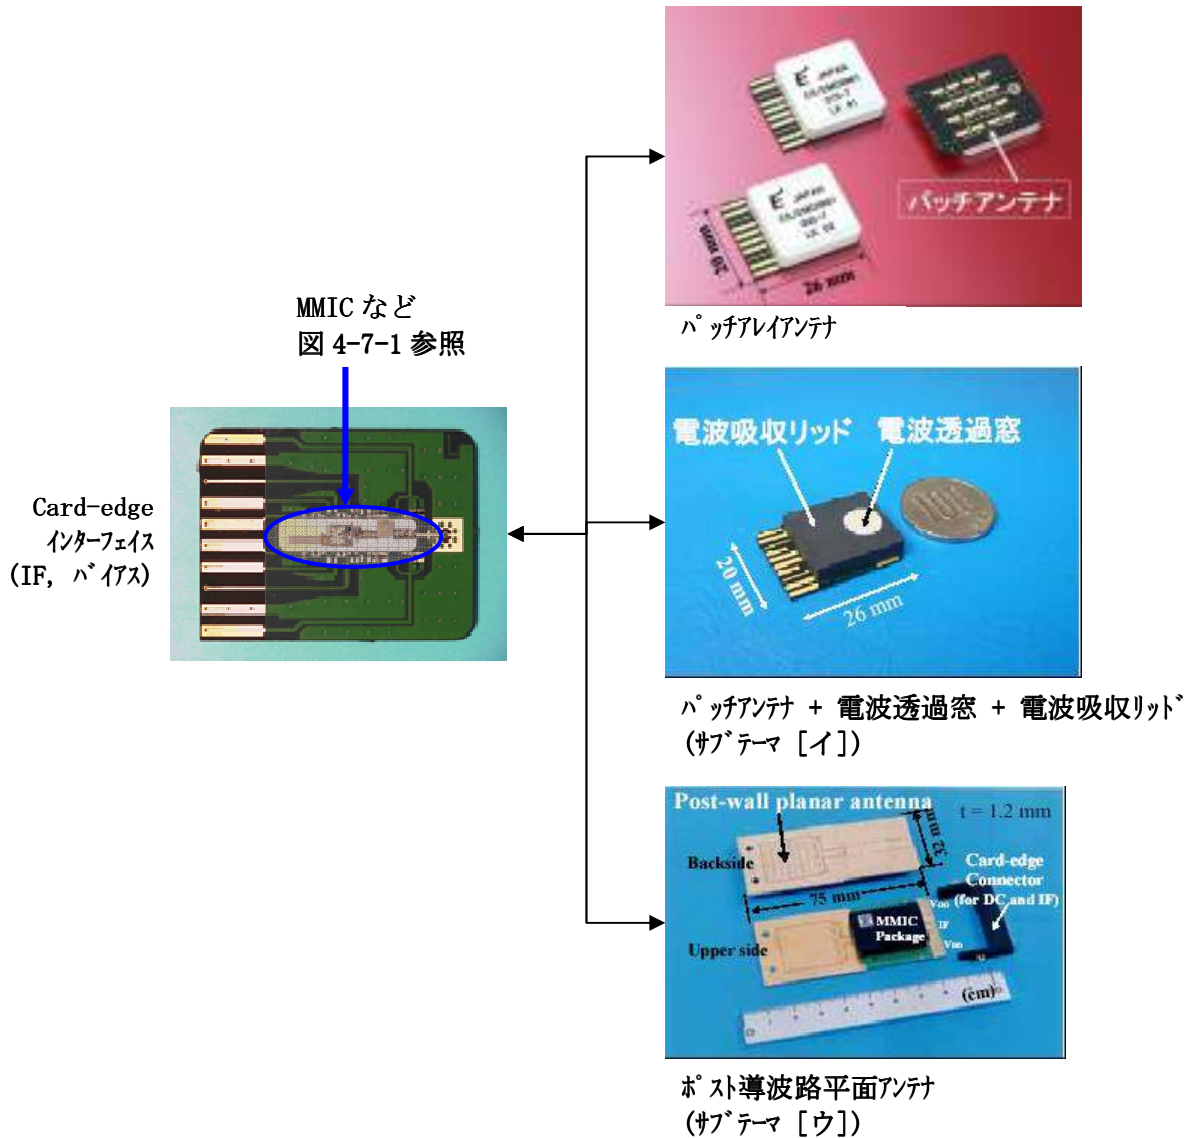 MMIC など
図 4-7-1 参照
Card-edge
ｲﾝﾀｰﾌｪｲｽ
(IF, ﾊﾞｲｱｽ)
JAPAN
パッチアンテナ
JAPAN
20 mm
26 mm
ﾊﾟｯﾁｱﾚｲｱﾝﾃﾅ
電波吸収リッド 電波透過窓
100
20 mm
26 mm
ﾊﾟｯﾁｱﾝﾃﾅ + 電波透過窓 + 電波吸収ﾘｯﾄﾞ
(ｻﾌﾞﾃｰﾏ [イ])
Post-wall planar antenna
t = 1.2 mm
32 mm
Backside
Card-edge
Connector
(for DC and IF)
75 mm
VDD
IF
VDD
MMIC
Package
Upper side
(cm)
ﾎﾟｽﾄ導波路平面ｱﾝﾃﾅ
(ｻﾌﾞﾃｰﾏ [ウ])